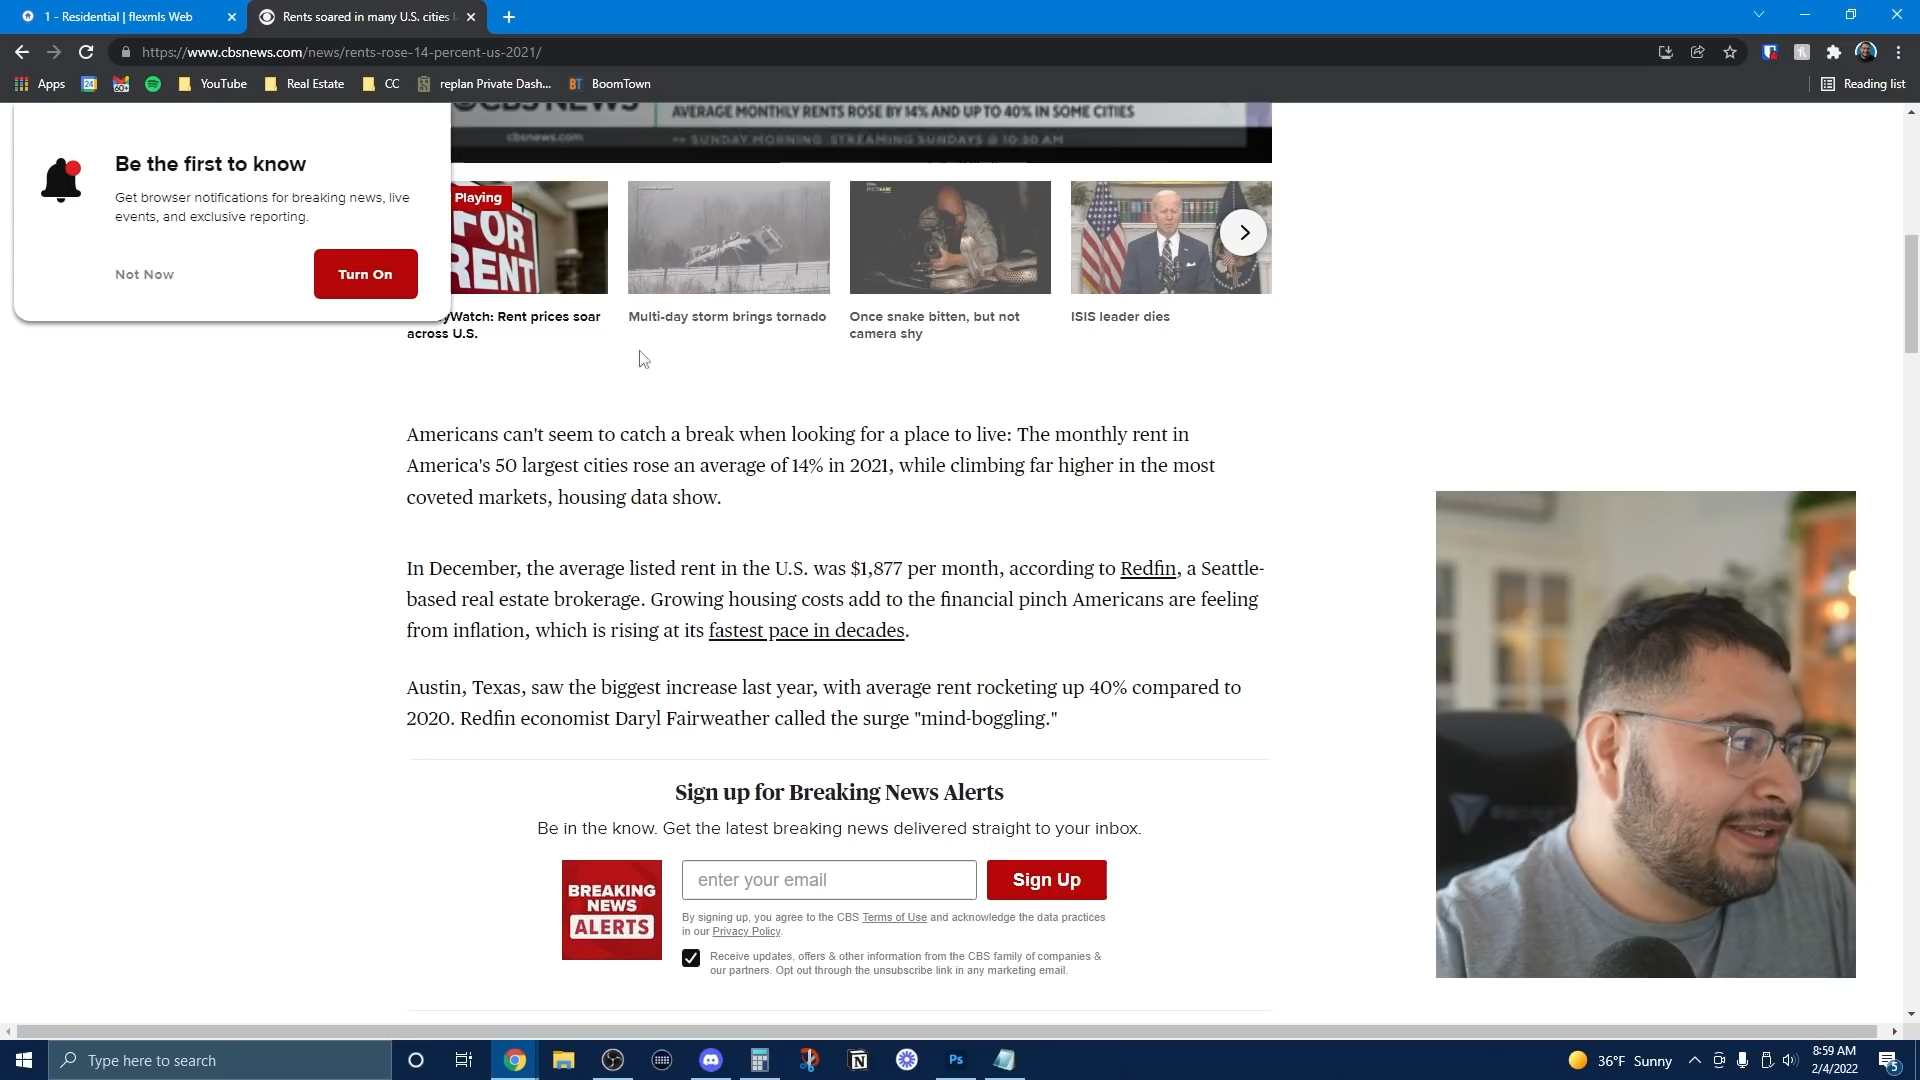 1 - Residential | flexmls Web
Rents soared in many U.S. cities
https://www.cbsnews.com/news/rents-rose-14-percent-us-2021/
Apps
YouTube
Real Estate
CC
replan Private Dash...
BT BoomTown
Reading list
CBS NEWS
AVERAGE MONTHLY RENTS ROSE BY 14% AND UP TO 40% IN SOME CITIES
cbsnews.com
SUNDAY MORNING: STREAMING SUNDAYS @ 10:30 AM
Be the first to know
Get browser notifications for breaking news, live
events, and exclusive reporting.
Not Now
Turn On
Playing
FOR
RENT
yWatch: Rent prices soar
across U.S.
Multi-day storm brings tornado
Once snake bitten, but not
camera shy
ISIS leader dies
Americans can't seem to catch a break when looking for a place to live: The monthly rent in
America's 50 largest cities rose an average of 14% in 2021, while climbing far higher in the most
coveted markets, housing data show.
In December, the average listed rent in the U.S. was $1,877 per month, according to Redfin, a Seattle-
based real estate brokerage. Growing housing costs add to the financial pinch Americans are feeling
from inflation, which is rising at its fastest pace in decades.
Austin, Texas, saw the biggest increase last year, with average rent rocketing up 40% compared to
2020. Redfin economist Daryl Fairweather called the surge "mind-boggling."
Sign up for Breaking News Alerts
Be in the know. Get the latest breaking news delivered straight to your inbox.
BREAKING
NEWS
ALERTS
enter your email
Sign Up
By signing up, you agree to the CBS Terms of Use and acknowledge the data practices
in our Privacy Policy.
Receive updates, offers & other information from the CBS family of companies &
our partners. Opt out through the unsubscribe link in any marketing email.
Type here to search
Ps
36°F Sunny
8:59 AM
2/4/2022
5